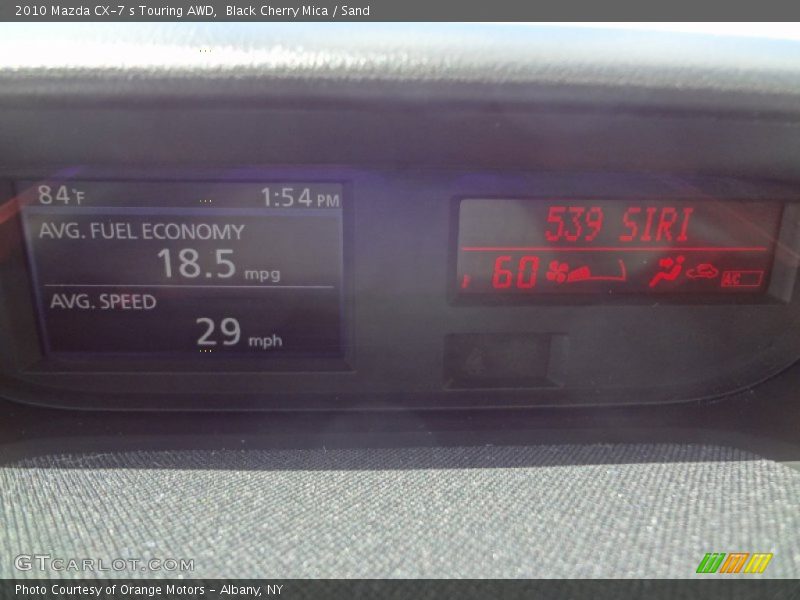 2010 Mazda CX-7 s Touring AWD,  Black Cherry Mica / Sand
84°F 1:54 PM
AVG. FUEL ECONOMY
18.5 mpg
AVG. SPEED
29 mph
539 SIRI
60 A/C
GTcarlot.com
Photo Courtesy of Orange Motors - Albany, NY